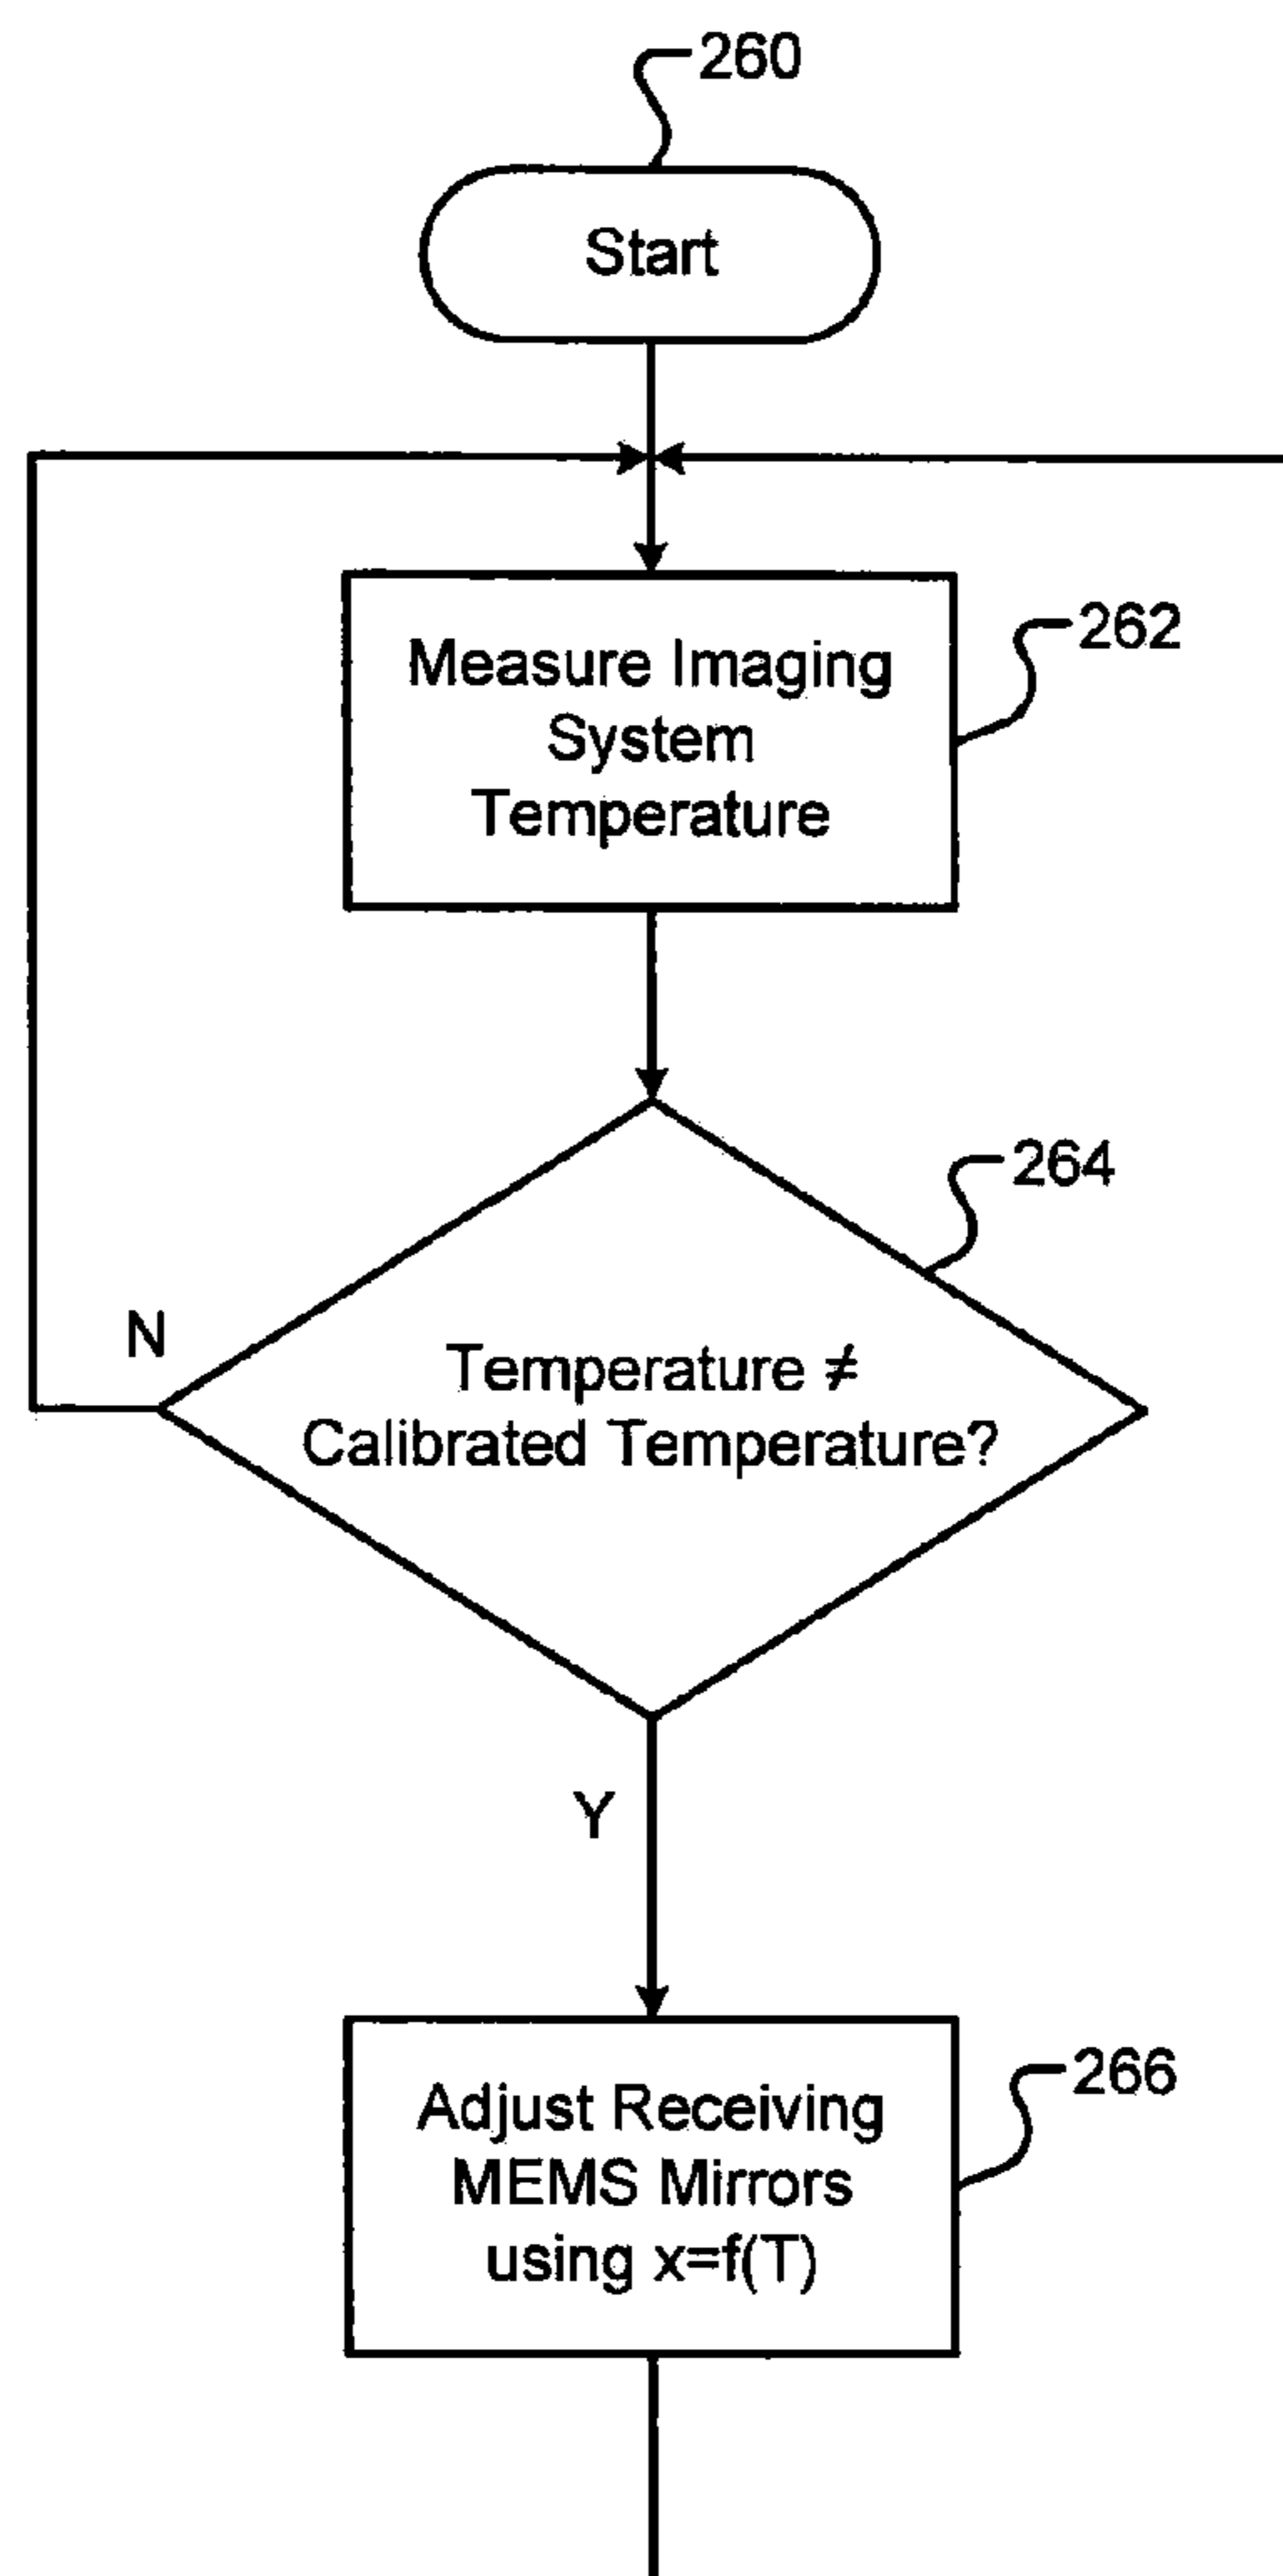 260
Start
Measure Imaging
System
Temperature
262
264
N
Temperature ≠
Calibrated Temperature?
Y
Adjust Receiving
MEMS Mirrors
using x=f(T)
266